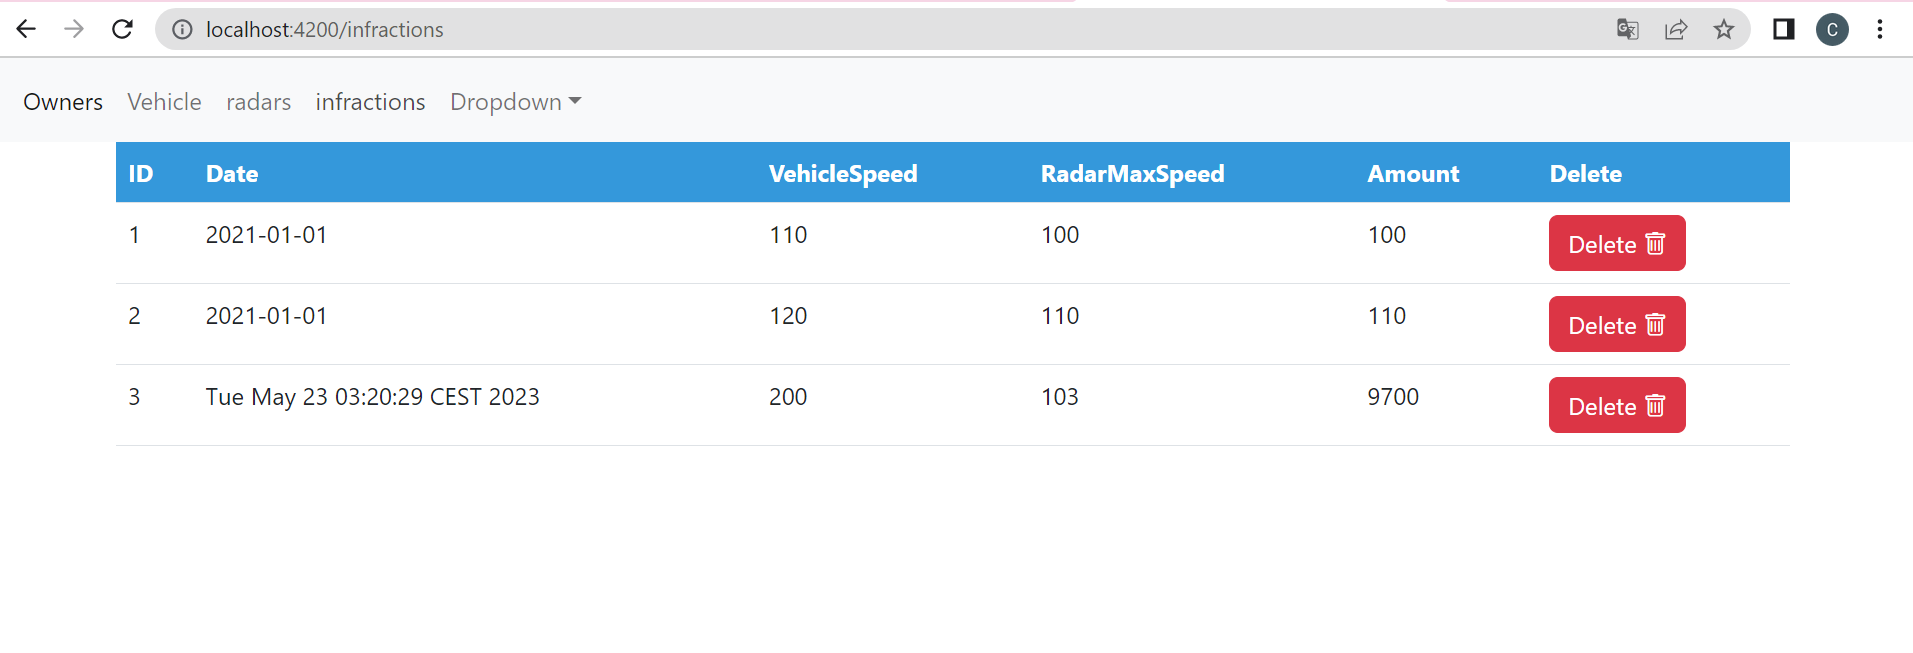 localhost:4200/infractions
C
Owners Vehicle radars infractions Dropdown
ID Date VehicleSpeed RadarMaxSpeed Amount Delete
1 2021-01-01 110 100 100 Delete
2 2021-01-01 120 110 110 Delete
3 Tue May 23 03:20:29 CEST 2023 200 103 9700 Delete